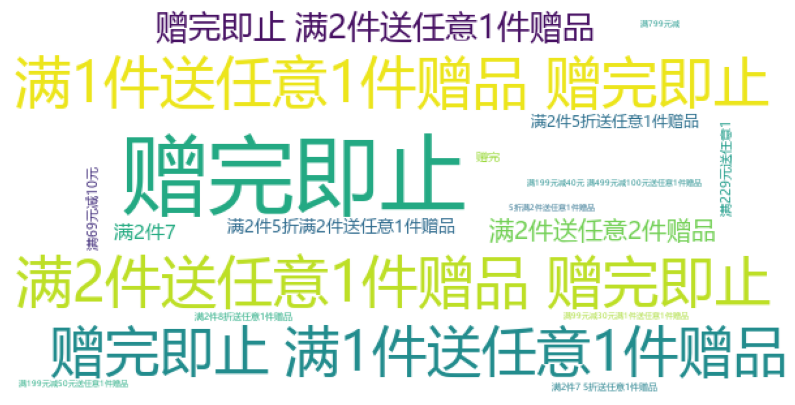 赠完即止 满2件送任意1件赠品
满799元减
满1件送任意1件赠品 赠完即止
满2件5折送任意1件赠品
赠完即止
赠完
满229元送任意1
满69元减10元
满199元减40元 满499元减100元送任意1件赠品
5折满2件送任意1件赠品
满2件7
满2件5折满2件送任意1件赠品
满2件送任意2件赠品
满2件送任意1件赠品 赠完即止
满2件8折送任意1件赠品
满99元减30元满1件送任意1件赠品
赠完即止 满1件送任意1件赠品
满199元减50元送任意1件赠品
满2件7 5折送任意1件赠品